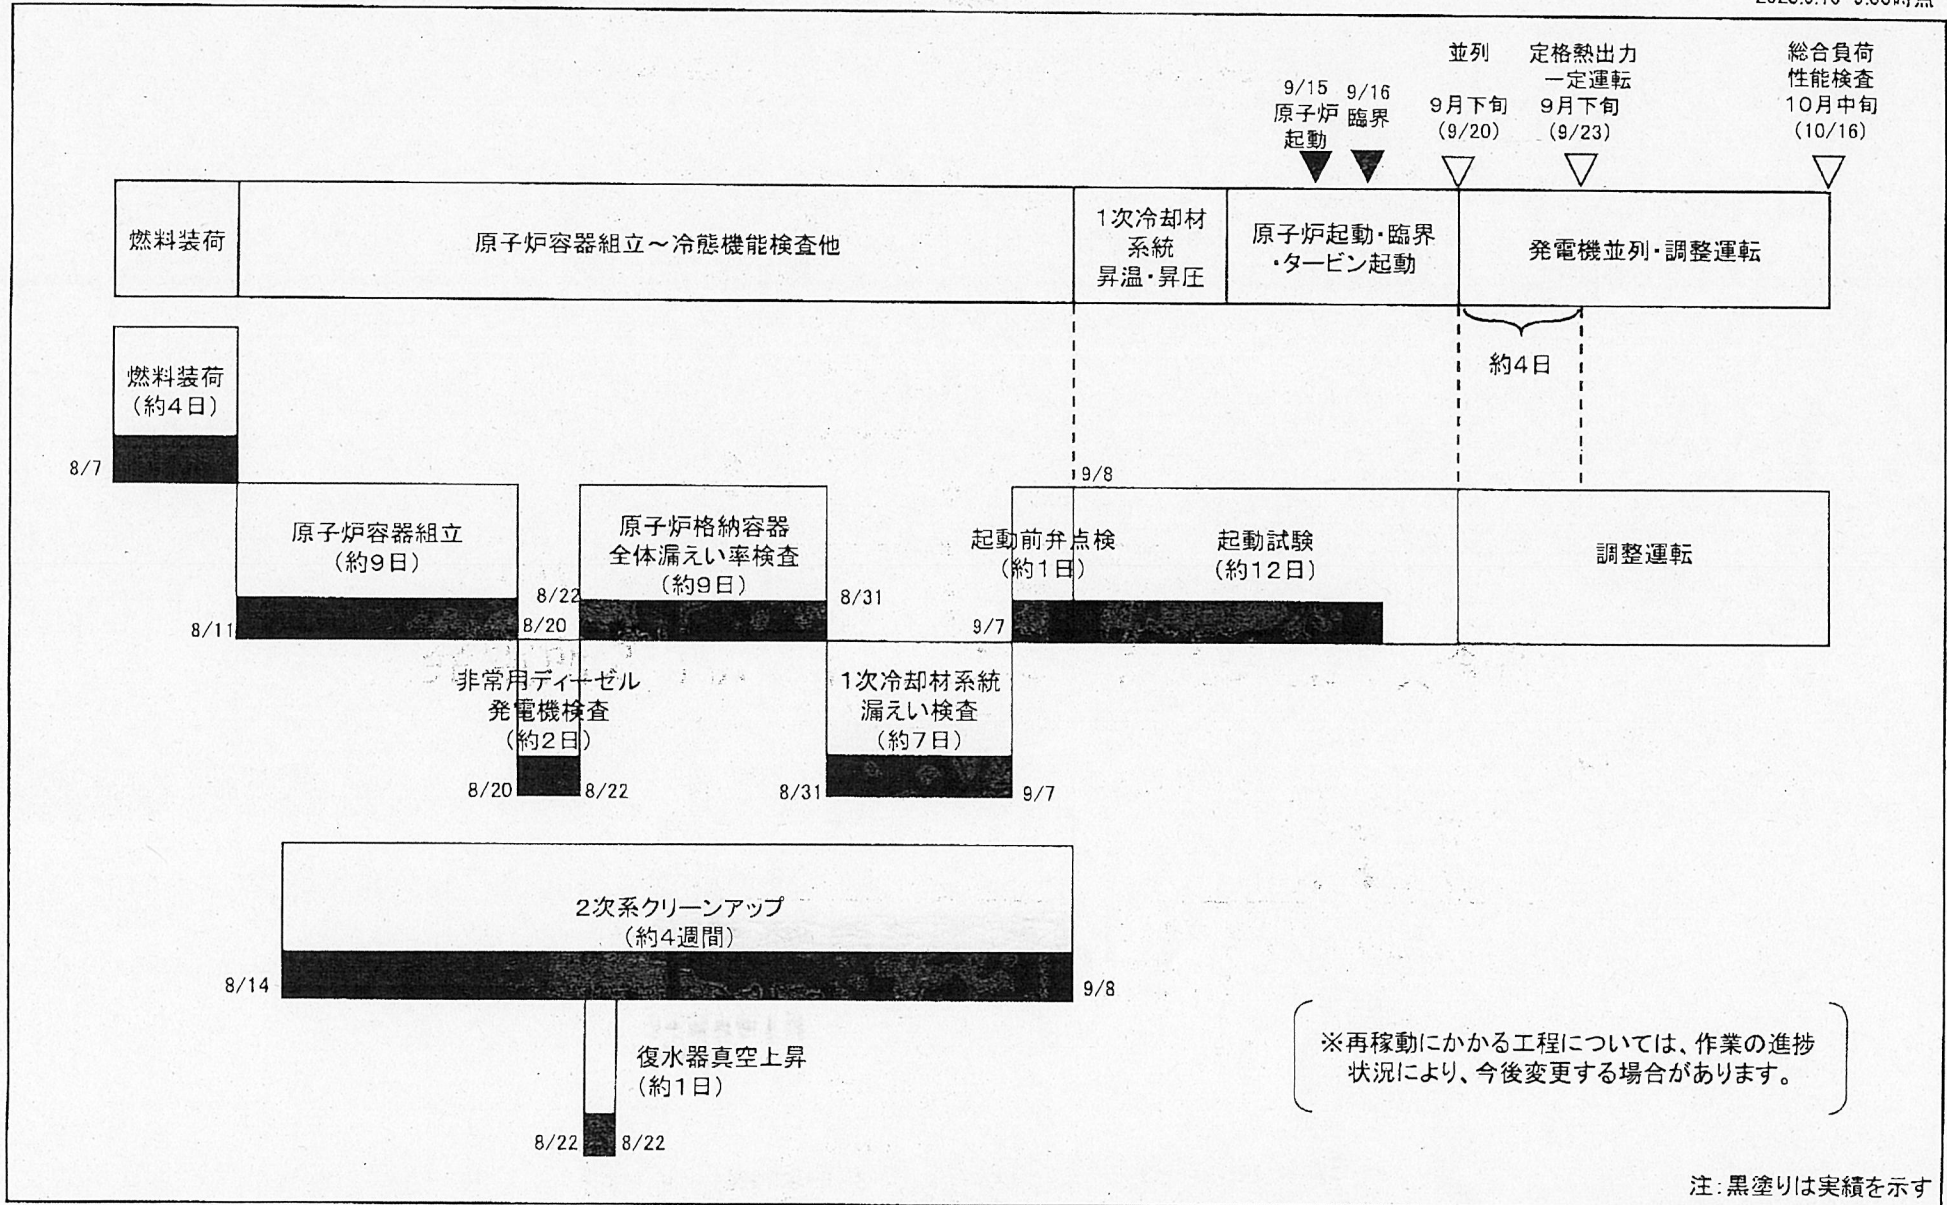 並列
9月下旬
(9/20)
定格熱出力
一定運転
9月下旬
(9/23)
総合負荷
性能検査
10月中旬
(10/16)
9/15
原子炉
起動
9/16
臨界
燃料装荷
原子炉容器組立～冷態機能検査他
1次冷却材
系統
昇温・昇圧
原子炉起動・臨界
・タービン起動
発電機並列・調整運転
約4日
燃料装荷
(約4日)
8/7
9/8
原子炉容器組立
(約9日)
8/11
8/20
原子炉格納容器
全体漏えい率検査
(約9日)
8/22
8/31
起動前弁点検
(約1日)
9/7
起動試験
(約12日)
調整運転
非常用ディーゼル
発電機検査
(約2日)
8/20
8/22
1次冷却材系統
漏えい検査
(約7日)
8/31
9/7
2次系クリーンアップ
(約4週間)
8/14
9/8
復水器真空上昇
(約1日)
8/22
8/22
※再稼動にかかる工程については、作業の進捗
状況により、今後変更する場合があります。
注:黒塗りは実績を示す